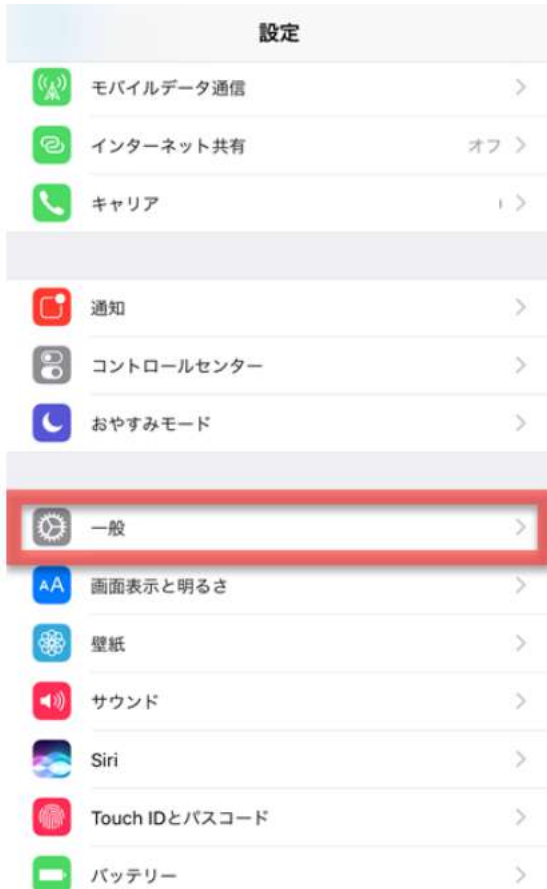 設定
モバイルデータ通信
インターネット共有 オフ
キャリア
通知
コントロールセンター
おやすみモード
一般
AA 画面表示と明るさ
壁紙
サウンド
Siri
Touch IDとパスコード
バッテリー